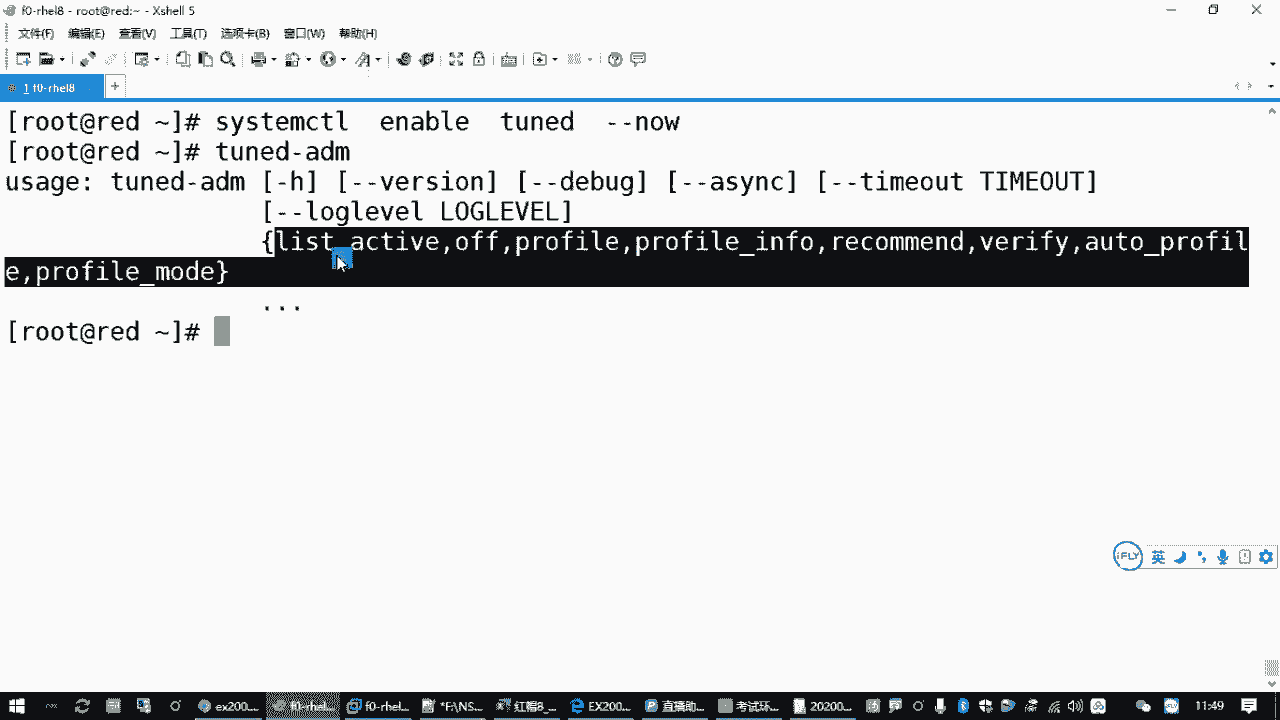 f0-rhel8 - root@red:~ - Xshell 5
文件(F) 编辑(E) 查看(V) 工具(T) 选项卡(B) 窗口(W) 帮助(H)
1 f0-rhel8
[root@red ~]# systemctl enable tuned --now
[root@red ~]# tuned-adm
usage: tuned-adm [-h] [--version] [--debug] [--async] [--timeout TIMEOUT]
[--loglevel LOGLEVEL]
{list,active,off,profile,profile_info,recommend,verify,auto_profil
e,profile_mode}
...
[root@red ~]#
iFLY 英
ex200... f0-rhel... f0-rhel... *F:\NS... 红帽8_... EX200... 直播助... 考试环... 20200... 11:49